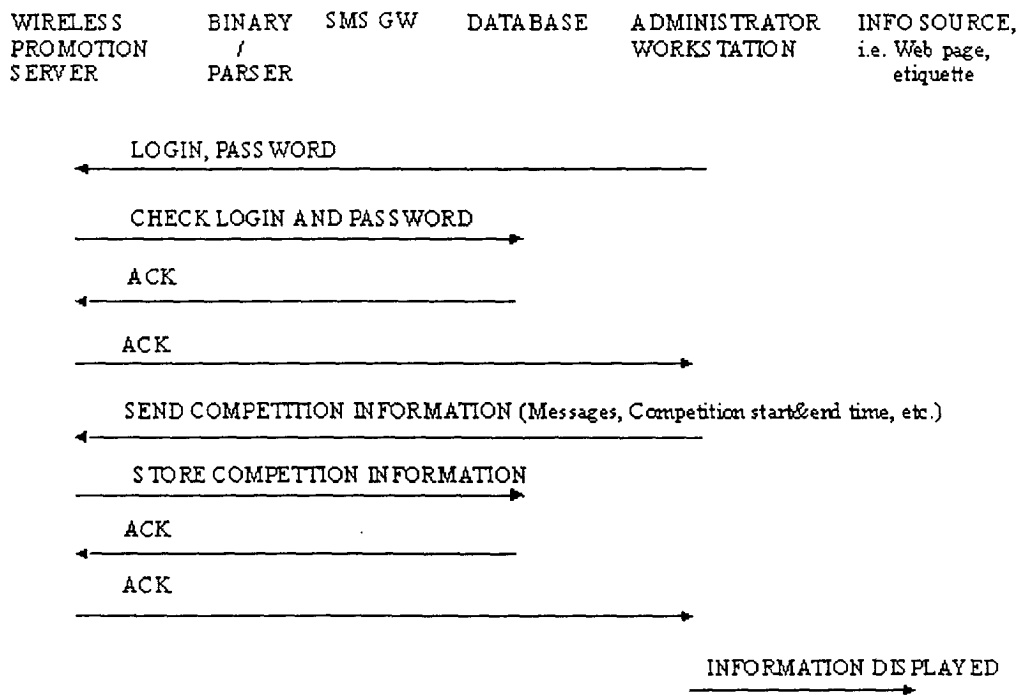 WIRELESS
PROMOTION
SERVER
BINARY
/
PARSER
SMS GW
DATABASE
ADMINISTRATOR
WORKSTATION
INFO SOURCE,
i.e. Web page,
etiquette
LOGIN, PASSWORD
CHECK LOGIN AND PASSWORD
ACK
ACK
SEND COMPETITION INFORMATION (Messages, Competition start&end time, etc.)
STORE COMPETTION INFORMATION
ACK
ACK
INFORMATION DISPLAYED